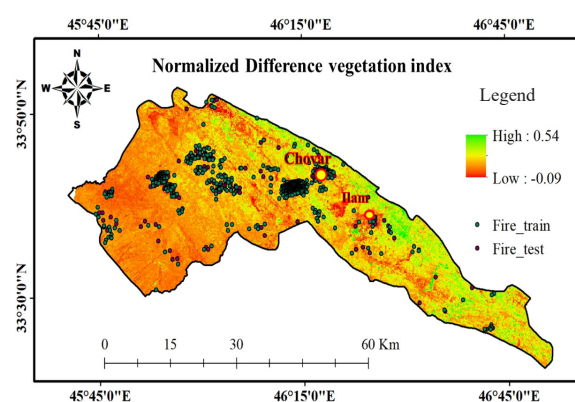 45°45'0"E 46°15'0"E 46°45'0"E
N
W E
S
Normalized Difference vegetation index
Legend
High : 0.54
Low : -0.09
Fire_train
Fire_test
33°50'0"N
33°30'0"N
Chovar
Ilam
0 15 30 60 Km
45°45'0"E 46°15'0"E 46°45'0"E